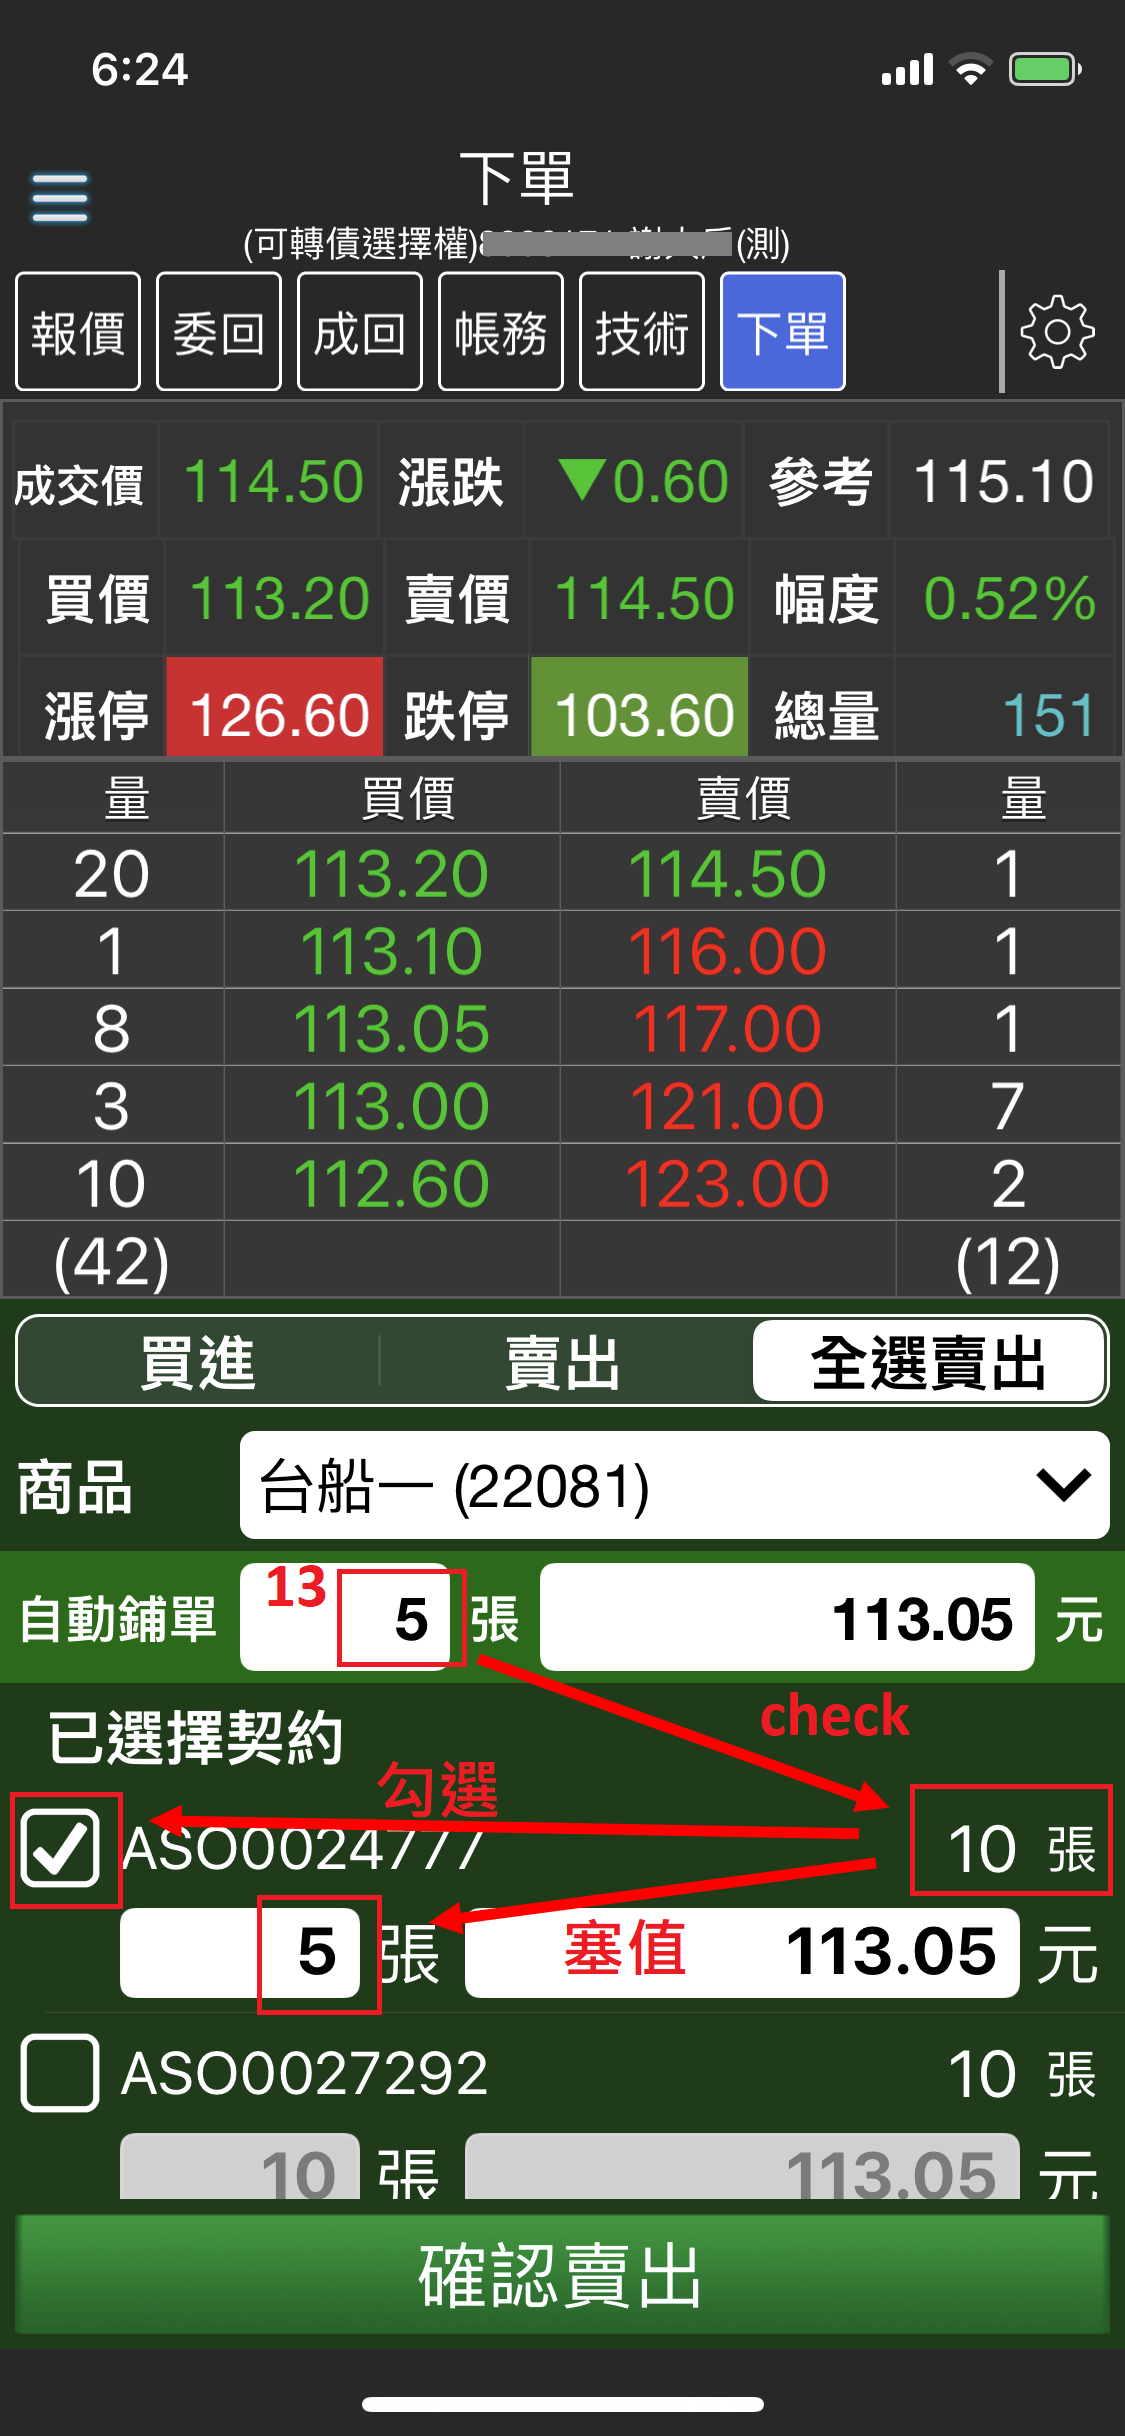 6:24
下單
(可轉債選擇權) (測)
報價 委回 成回 帳務 技術 下單
成交價 114.50 漲跌 ▼0.60 參考 115.10
買價 113.20 賣價 114.50 幅度 0.52%
漲停 126.60 跌停 103.60 總量 151
量 買價 賣價 量
20 113.20 114.50 1
1 113.10 116.00 1
8 113.05 117.00 1
3 113.00 121.00 7
10 112.60 123.00 2
(42) (12)
買進 賣出 全選賣出
商品 台船一 (22081)
自動鋪單 13 5 張 113.05 元
已選擇契約 check
勾選
ASO0024777 10 張
5 張 塞值 113.05 元
ASO0027292 10 張
10 張 113.05 元
確認賣出